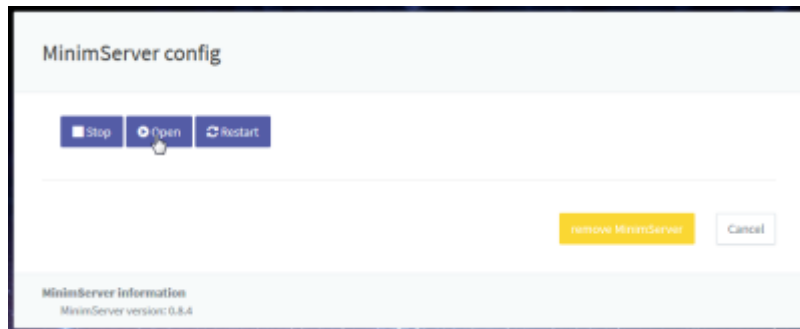 MinimServer config
Stop Open Restart
remove MinimServer Cancel
MinimServer information
MinimServer version: 0.8.4